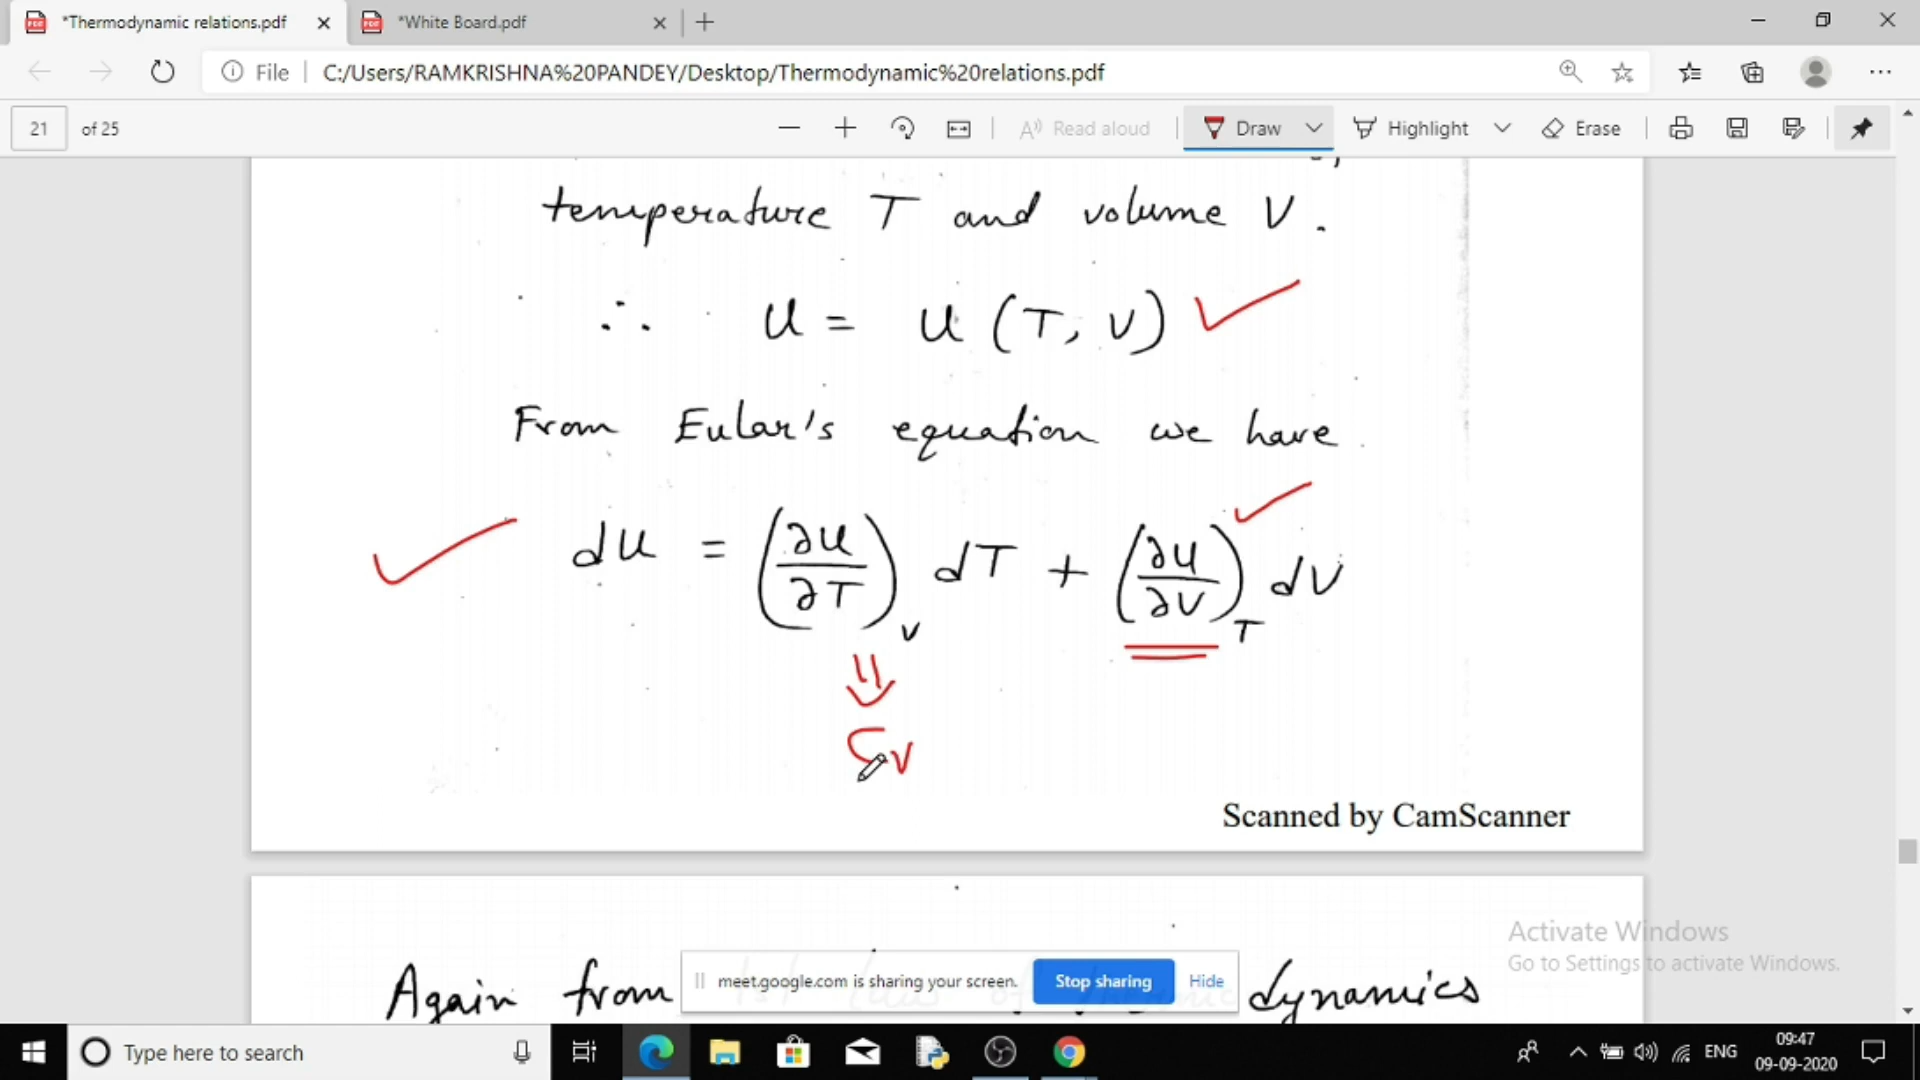 *Thermodynamic relations.pdf
*White Board.pdf
File C:/Users/RAMKRISHNA%20PANDEY/Desktop/Thermodynamic%20relations.pdf
21 of 25 Read aloud Draw Highlight Erase
temperature T and volume V.
∴ U = U (T, V) ✓
From Eular's equation we have
✓ dU = (∂U/∂T)_V dT + (∂U/∂V)_T dV ✓
⇓
C_V
Scanned by CamScanner
Activate Windows
Go to Settings to activate Windows.
Again from dynamics
meet.google.com is sharing your screen. Stop sharing Hide
Type here to search
ENG
09:47
09-09-2020